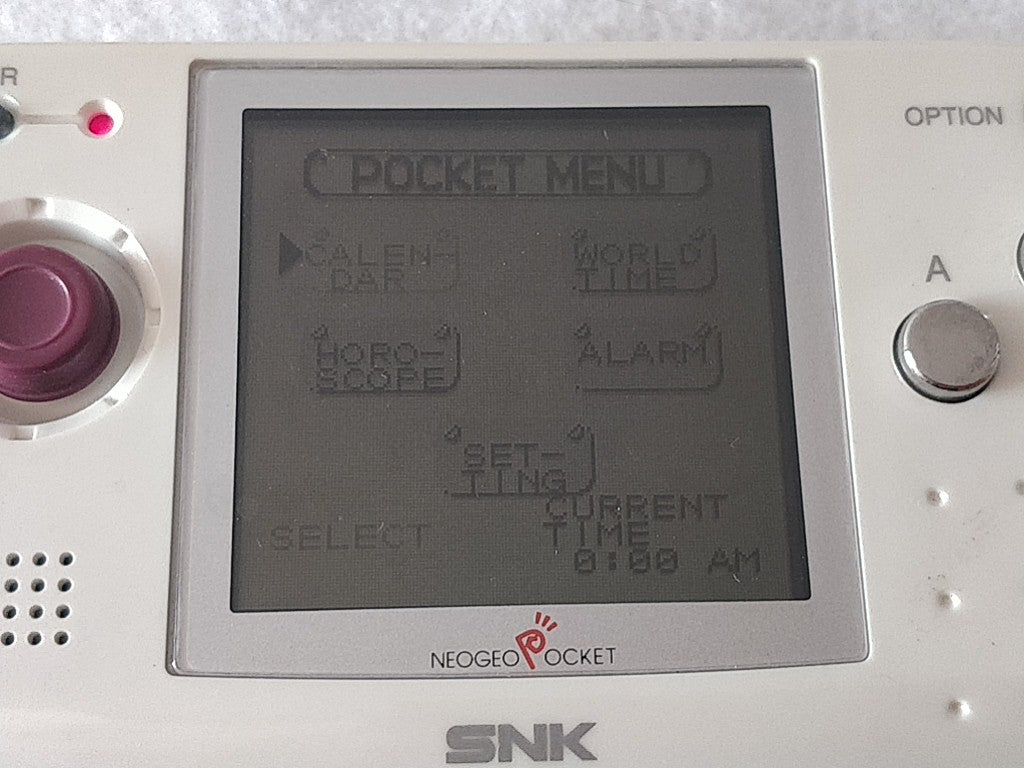 R
OPTION
POCKET MENU
CALEN-
DAR
WORLD
TIME
A
HORO-
SCOPE
ALARM
SET-
TING
SELECT
CURRENT
TIME
0:00 AM
NEOGEO POCKET
SNK